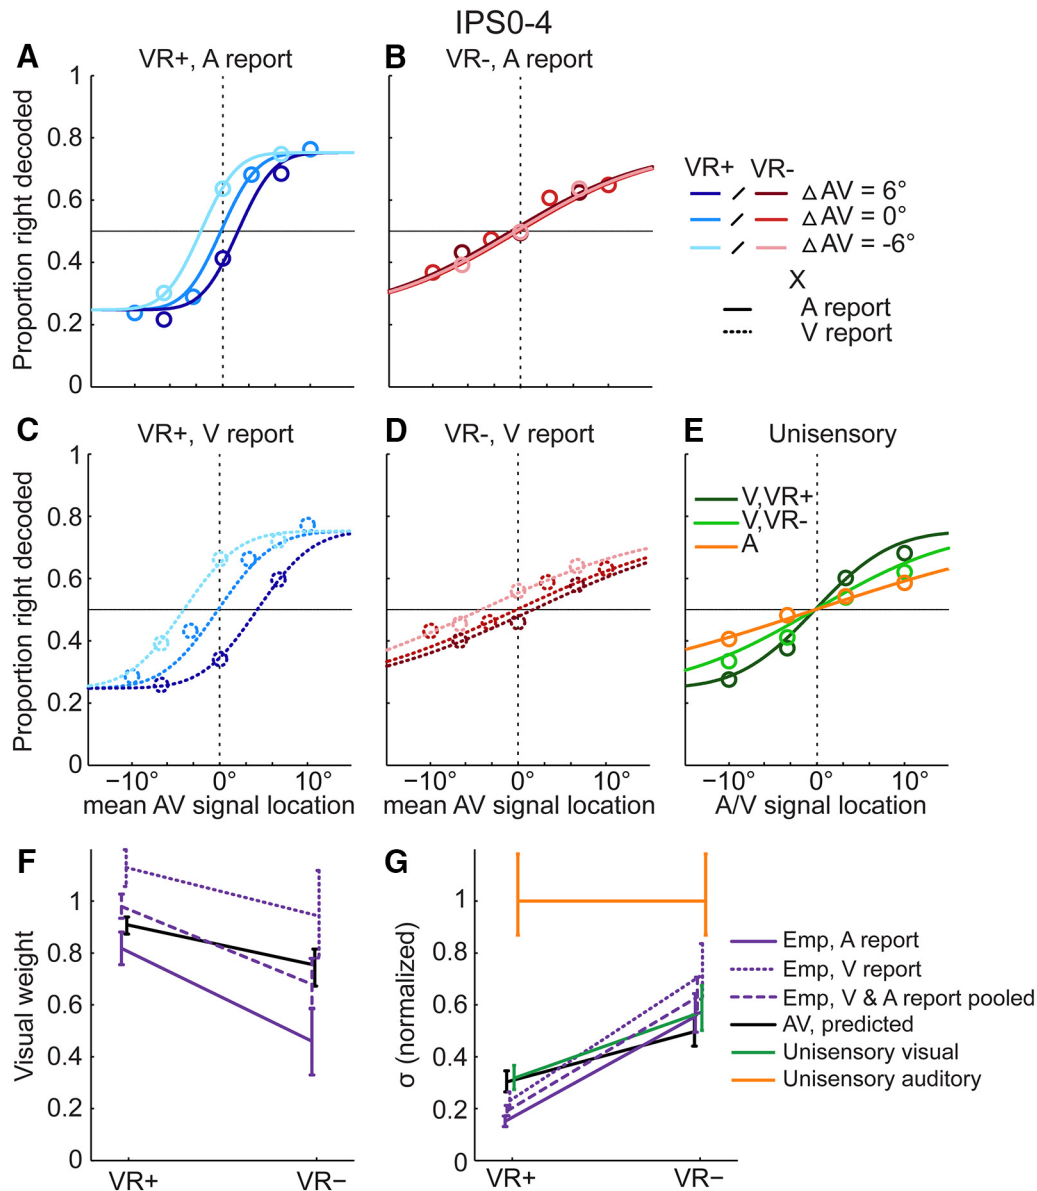 IPS0-4
A VR+, A report
B VR-, A report
Proportion right decoded
1
0.8
0.6
0.4
0.2
0
VR+ VR-
△ AV = 6°
△ AV = 0°
△ AV = -6°
X
A report
V report
C VR+, V report
D VR-, V report
E Unisensory
Proportion right decoded
1
0.8
0.6
0.4
0.2
0
V,VR+
V,VR-
A
−10° 0° 10°
mean AV signal location
−10° 0° 10°
mean AV signal location
−10° 0° 10°
A/V signal location
F
Visual weight
1
0.8
0.6
0.4
0.2
0
VR+ VR−
G
σ (normalized)
1
0.8
0.6
0.4
0.2
0
VR+ VR−
Emp, A report
Emp, V report
Emp, V & A report pooled
AV, predicted
Unisensory visual
Unisensory auditory